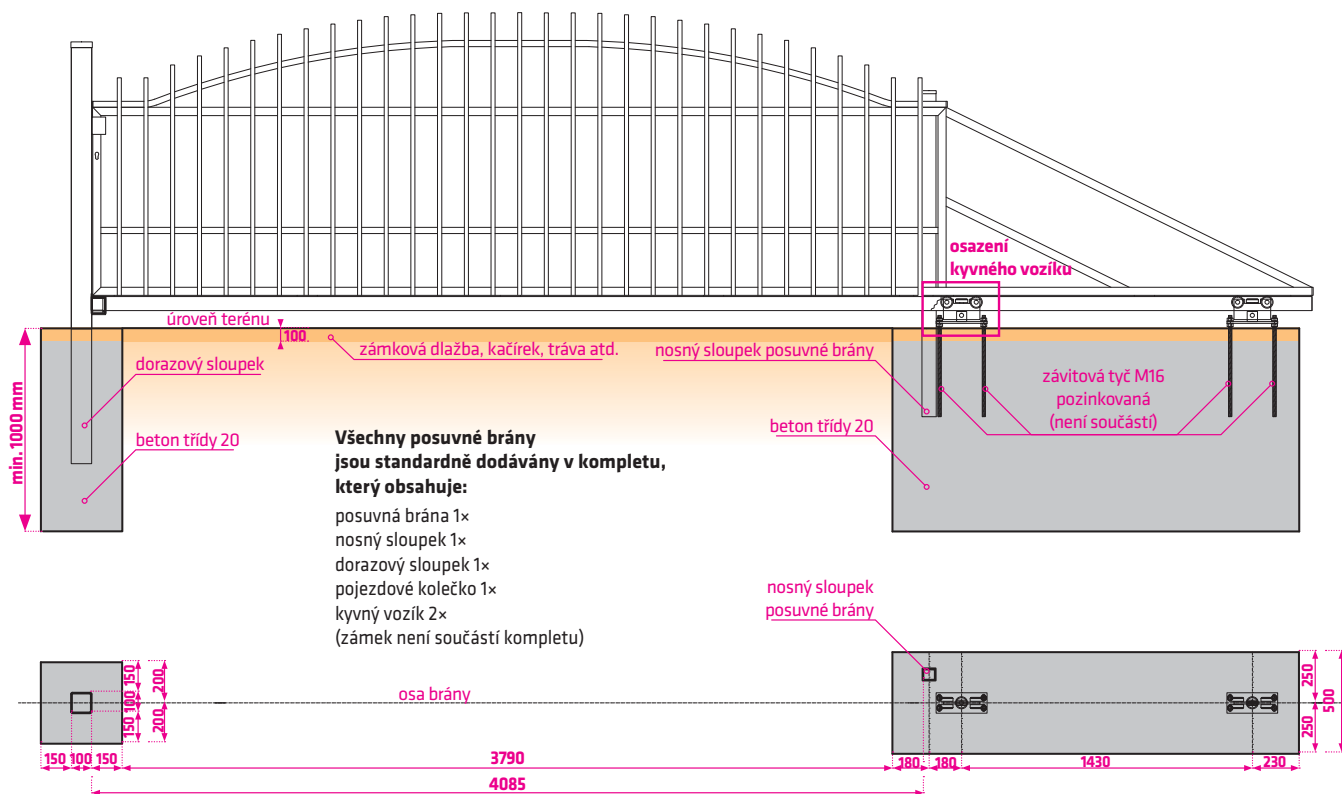 osazení
kyvného vozíku
úroveň terénu
100
zámková dlažba, kačírek, tráva atd.
nosný sloupek posuvné brány
dorazový sloupek
závitová tyč M16
pozinkovaná
(není součástí)
min. 1000 mm
beton třídy 20
beton třídy 20
Všechny posuvné brány
jsou standardně dodávány v kompletu,
který obsahuje:
posuvná brána 1×
nosný sloupek 1×
dorazový sloupek 1×
pojezdové kolečko 1×
kyvný vozík 2×
(zámek není součástí kompletu)
nosný sloupek
posuvné brány
150
100
150
200
200
osa brány
250
250
500
150
100
150
3790
180
180
1430
230
4085